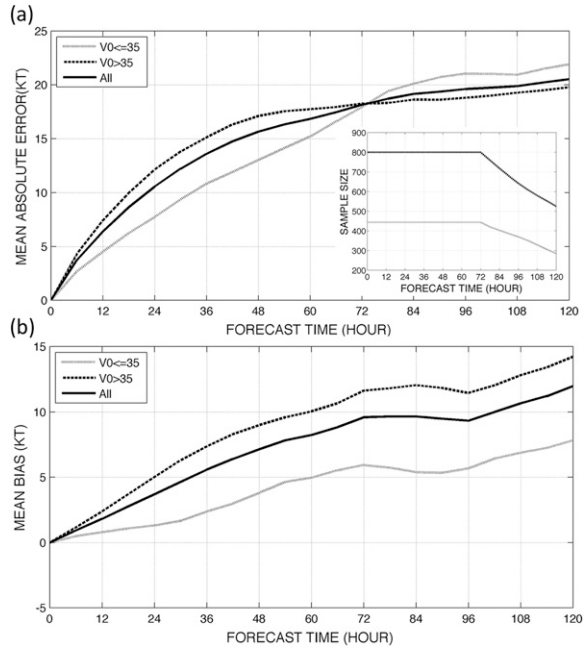 (a)
25
20
15
10
5
0
MEAN ABSOLUTE ERROR(KT)
V0<=35
V0>35
All
900
800
700
600
500
400
300
200
SAMPLE SIZE
0 12 24 36 48 60 72 84 96 108 120
FORECAST TIME (HOUR)
0 12 24 36 48 60 72 84 96 108 120
FORECAST TIME (HOUR)
(b)
15
10
5
0
-5
MEAN BIAS (KT)
V0<=35
V0>35
All
0 12 24 36 48 60 72 84 96 108 120
FORECAST TIME (HOUR)